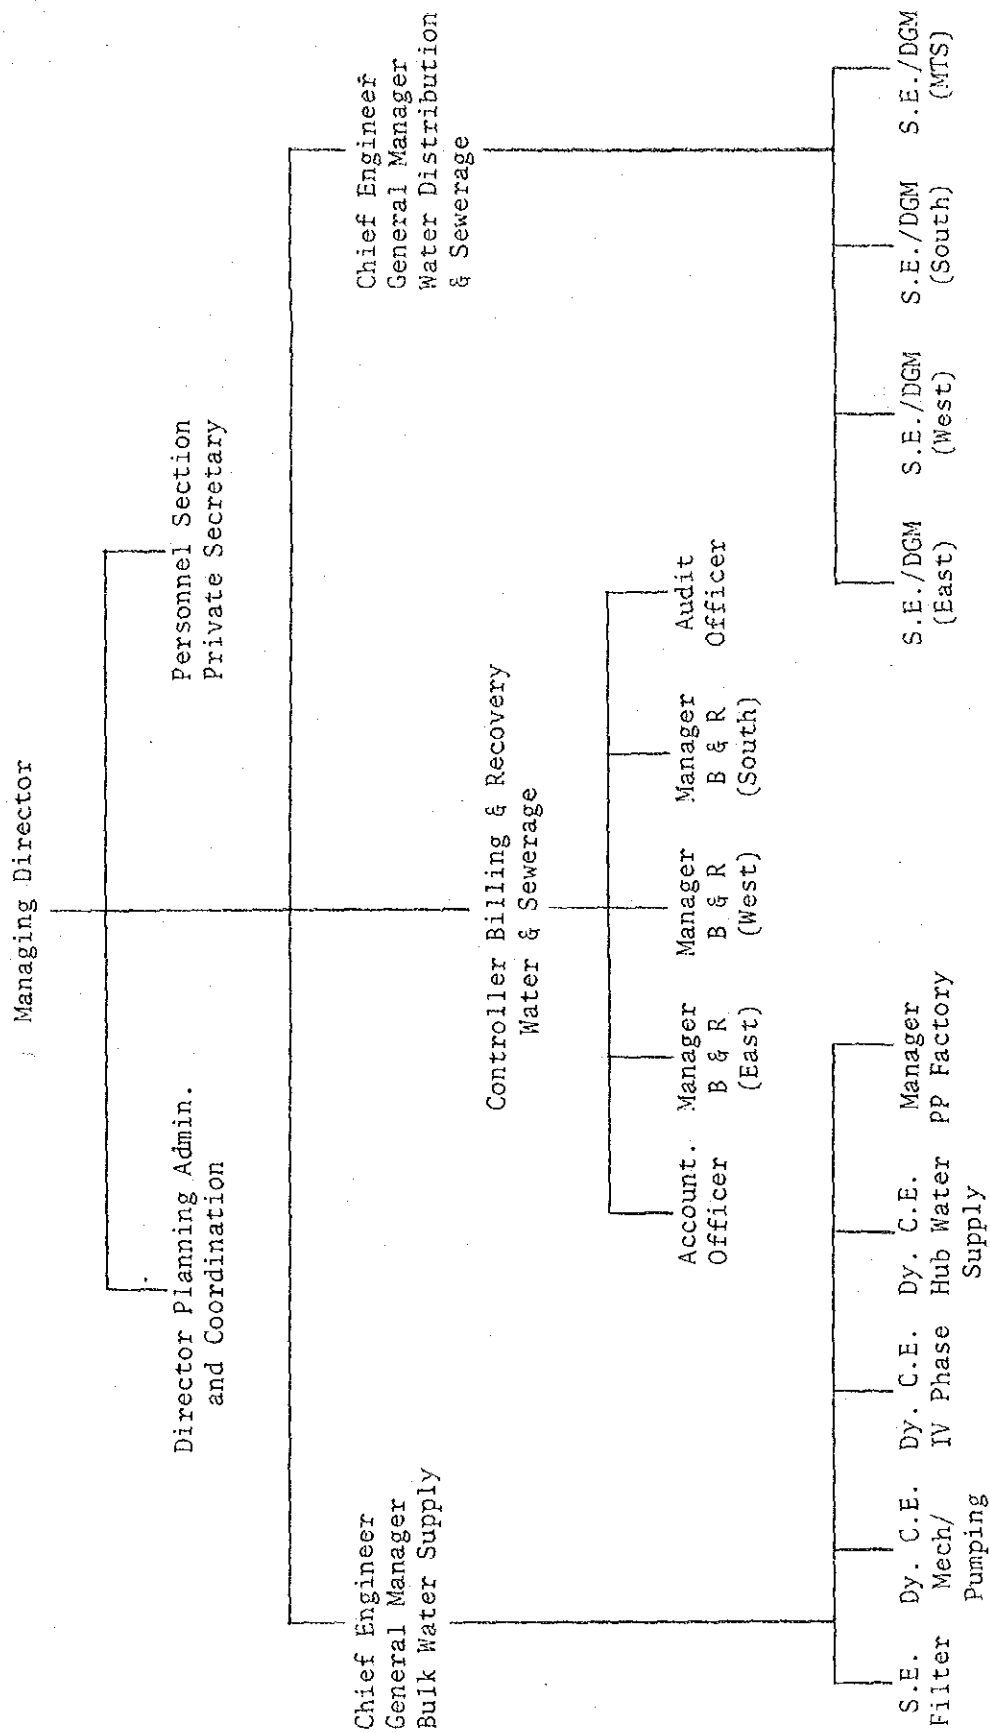 Managing Director
Director Planning Admin.
and Coordination
Personnel Section
Private Secretary
Chief Engineer
General Manager
Bulk Water Supply
Controller Billing & Recovery
Water & Sewerage
Chief Engineer
General Manager
Water Distribution
& Sewerage
Account.
Officer
Manager
B & R
(East)
Manager
B & R
(West)
Manager
B & R
(South)
Audit
Officer
S.E.
Filter
Dy. C.E.
Mech/
Pumping
Dy. C.E.
IV Phase
Dy. C.E.
Hub Water
Supply
Manager
PP Factory
S.E./DGM
(East)
S.E./DGM
(West)
S.E./DGM
(South)
S.E./DGM
(MTS)